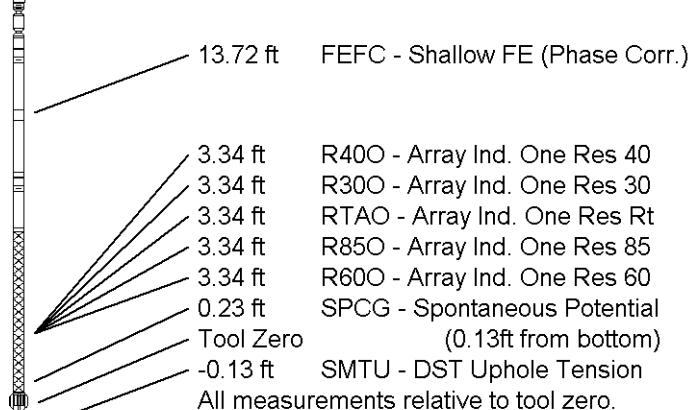 13.72 ft FEFC - Shallow FE (Phase Corr.)
3.34 ft R40O - Array Ind. One Res 40
3.34 ft R30O - Array Ind. One Res 30
3.34 ft RTAO - Array Ind. One Res Rt
3.34 ft R85O - Array Ind. One Res 85
3.34 ft R60O - Array Ind. One Res 60
0.23 ft SPCG - Spontaneous Potential
Tool Zero (0.13ft from bottom)
-0.13 ft SMTU - DST Uphole Tension
All measurements relative to tool zero.